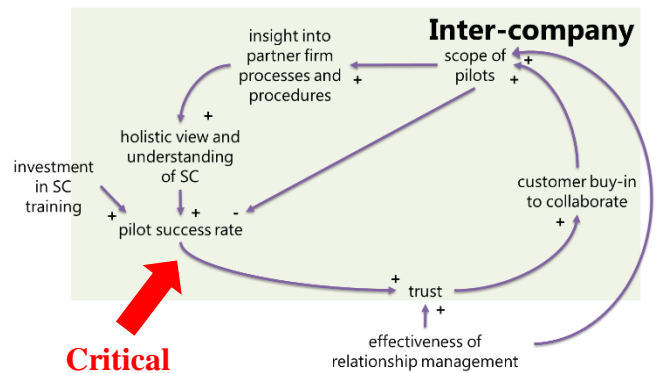 Inter-company
insight into
partner firm
processes and
procedures
+
scope of
pilots
+
+
+
holistic view and
understanding
of SC
investment
in SC
training
+
+
-
pilot success rate
customer buy-in
to collaborate
+
+
trust
+
effectiveness of
relationship management
Critical